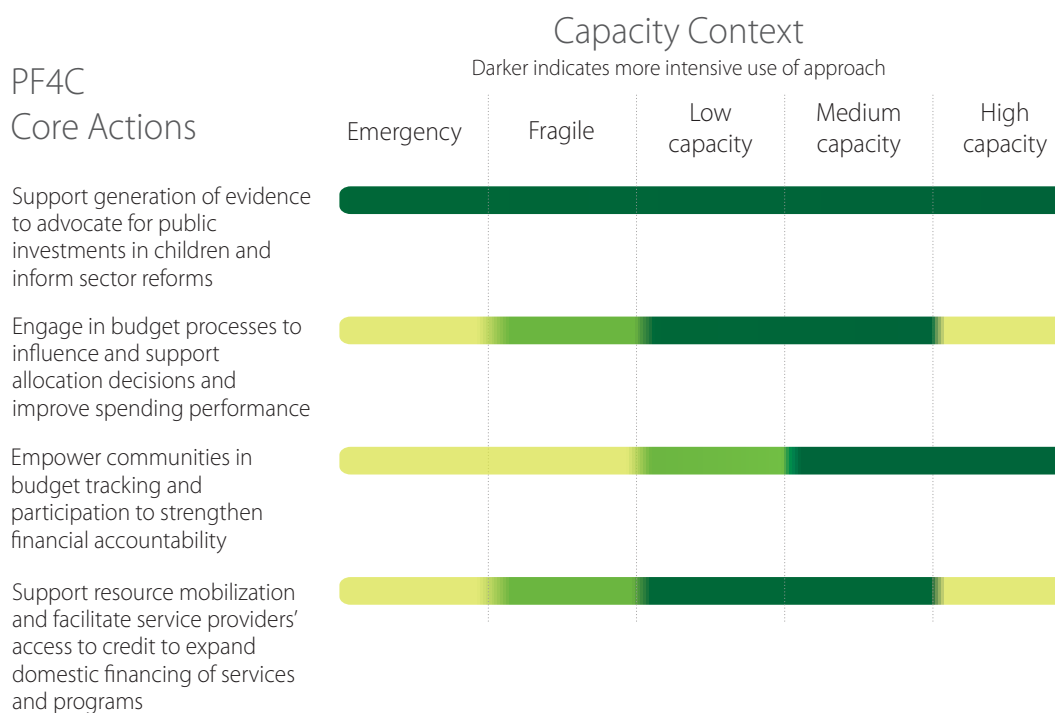 Capacity Context
Darker indicates more intensive use of approach
PF4C
Core Actions
Emergency
Fragile
Low
capacity
Medium
capacity
High
capacity
Support generation of evidence
to advocate for public
investments in children and
inform sector reforms
Engage in budget processes to
influence and support
allocation decisions and
improve spending performance
Empower communities in
budget tracking and
participation to strengthen
financial accountability
Support resource mobilization
and facilitate service providers’
access to credit to expand
domestic financing of services
and programs